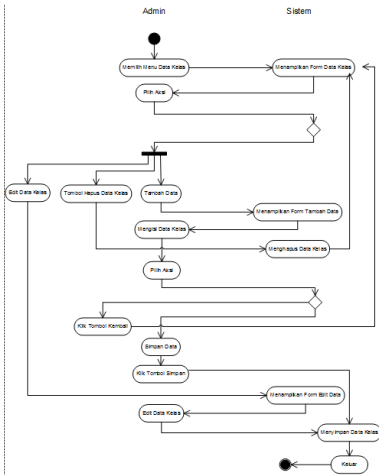 Admin
Sistem
Memilih Menu Data Kelas
Menampilkan Form Data Kelas
Pilih Aksi
Edit Data Kelas
Tombol Hapus Data Kelas
Tambah Data
Menampilkan Form Tambah Data
Mengisi Data Kelas
Menghapus Data Kelas
Pilih Aksi
Klik Tombol Kembali
Simpan Data
Klik Tombol Simpan
Menampilkan Form Edit Data
Edit Data Kelas
Menyimpan Data Kelas
Keluar